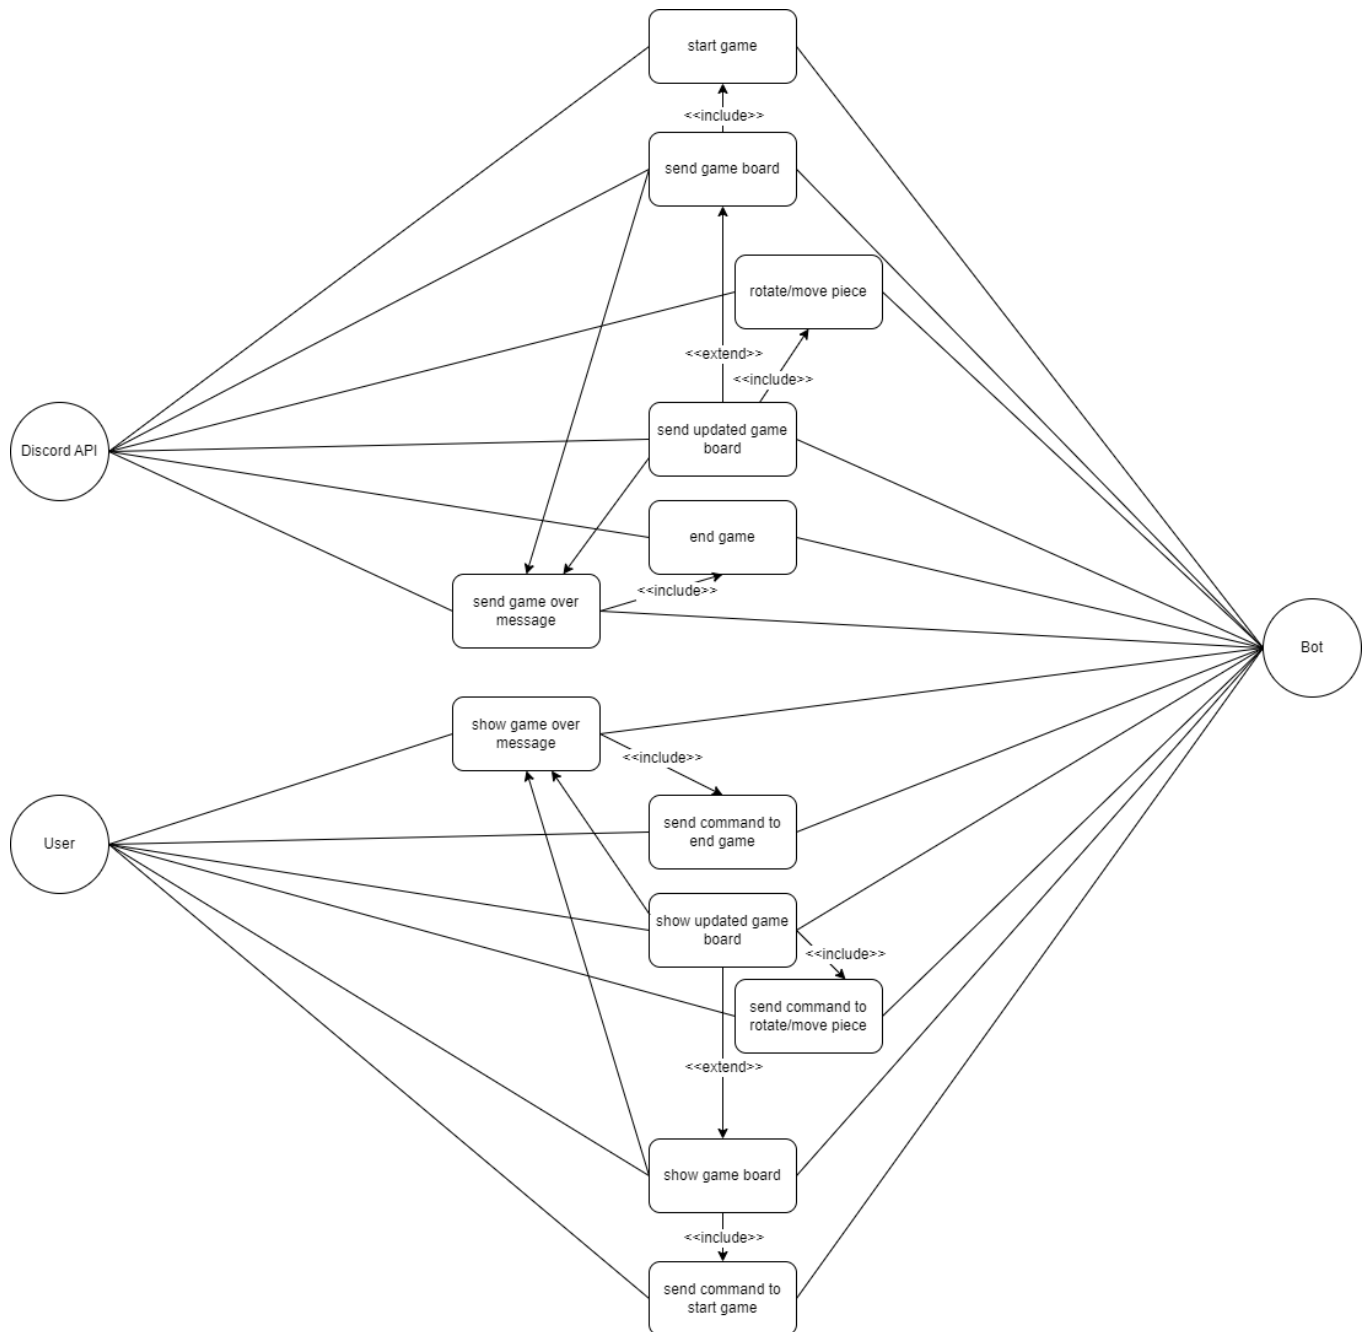 start game
<<include>>
send game board
rotate/move piece
<<extend>>
<<include>>
send updated game
board
Discord API
end game
<<include>>
send game over
message
Bot
show game over
message
<<include>>
send command to
end game
User
show updated game
board
<<include>>
send command to
rotate/move piece
<<extend>>
show game board
<<include>>
send command to
start game